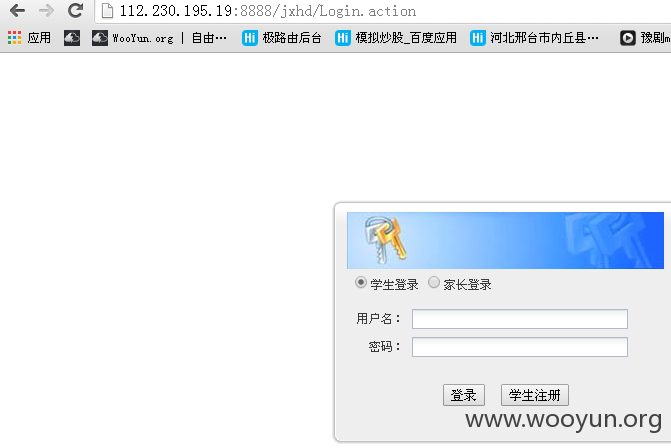 112.230.195.19:8888/jxhd/Login.action
应用 WooYun.org | 自由… 极路由后台 模拟炒股_百度应用 河北邢台市内丘县… 豫剧m
学生登录 家长登录
用户名：
密码：
登录 学生注册
www.wooyun.org